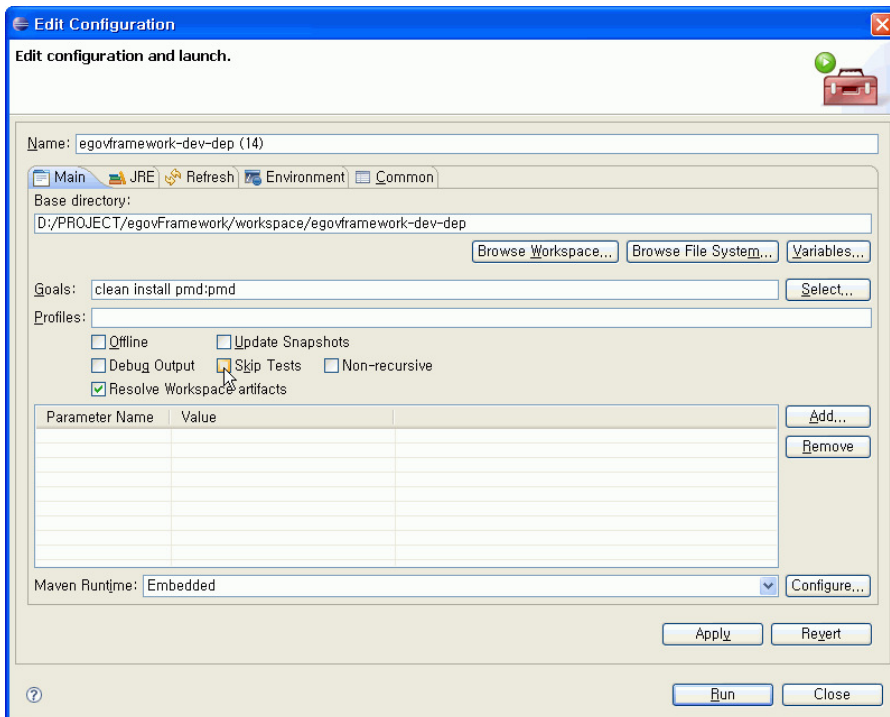 Edit Configuration
Edit configuration and launch.
Name: egovframework-dev-dep (14)
Main JRE Refresh Environment Common
Base directory:
D:/PROJECT/egovFramework/workspace/egovframework-dev-dep
Browse Workspace... Browse File System... Variables...
Goals: clean install pmd:pmd Select...
Profiles:
Offline Update Snapshots
Debug Output Skip Tests Non-recursive
Resolve Workspace artifacts
Parameter Name Value Add...
Remove
Maven Runtime: Embedded Configure...
Apply Revert
? Run Close